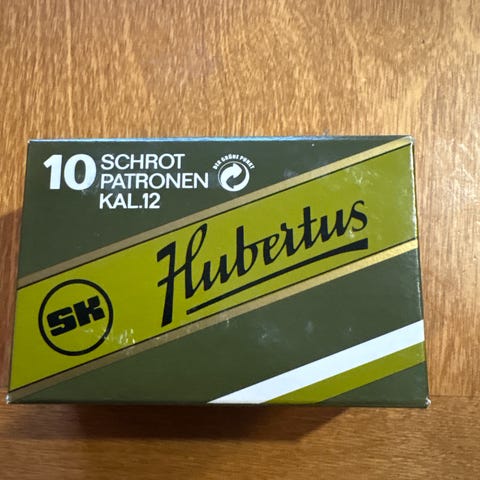 10 SCHROT
PATRONEN
KAL.12
DER GRÜNE PUNKT
Hubertus
SK